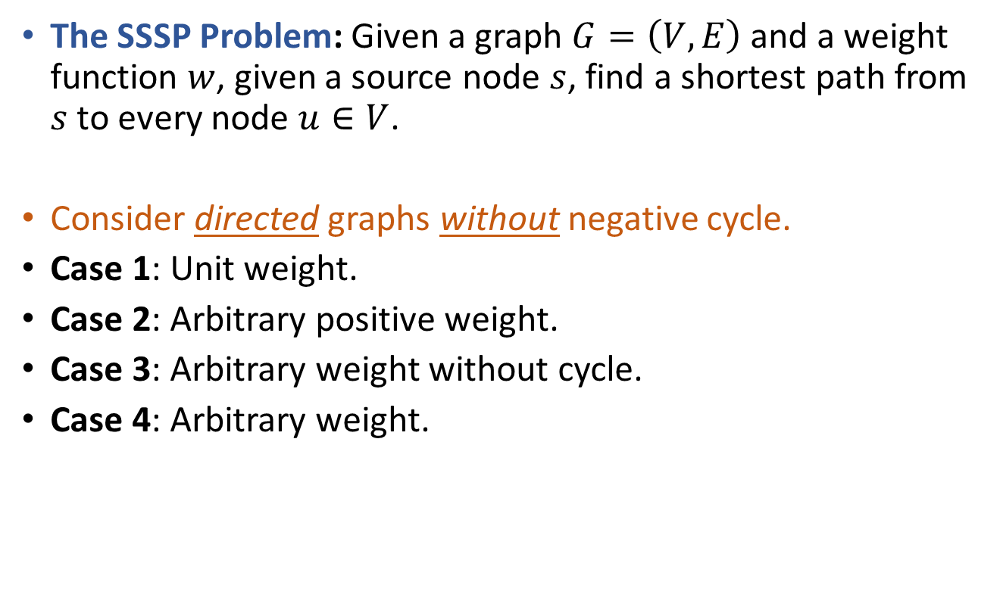 • The SSSP Problem: Given a graph 𝐺 = (𝑉, 𝐸) and a weight
function 𝑤, given a source node 𝑠, find a shortest path from
𝑠 to every node 𝑢 ∈ 𝑉.
• Consider directed graphs without negative cycle.
• Case 1: Unit weight.
• Case 2: Arbitrary positive weight.
• Case 3: Arbitrary weight without cycle.
• Case 4: Arbitrary weight.